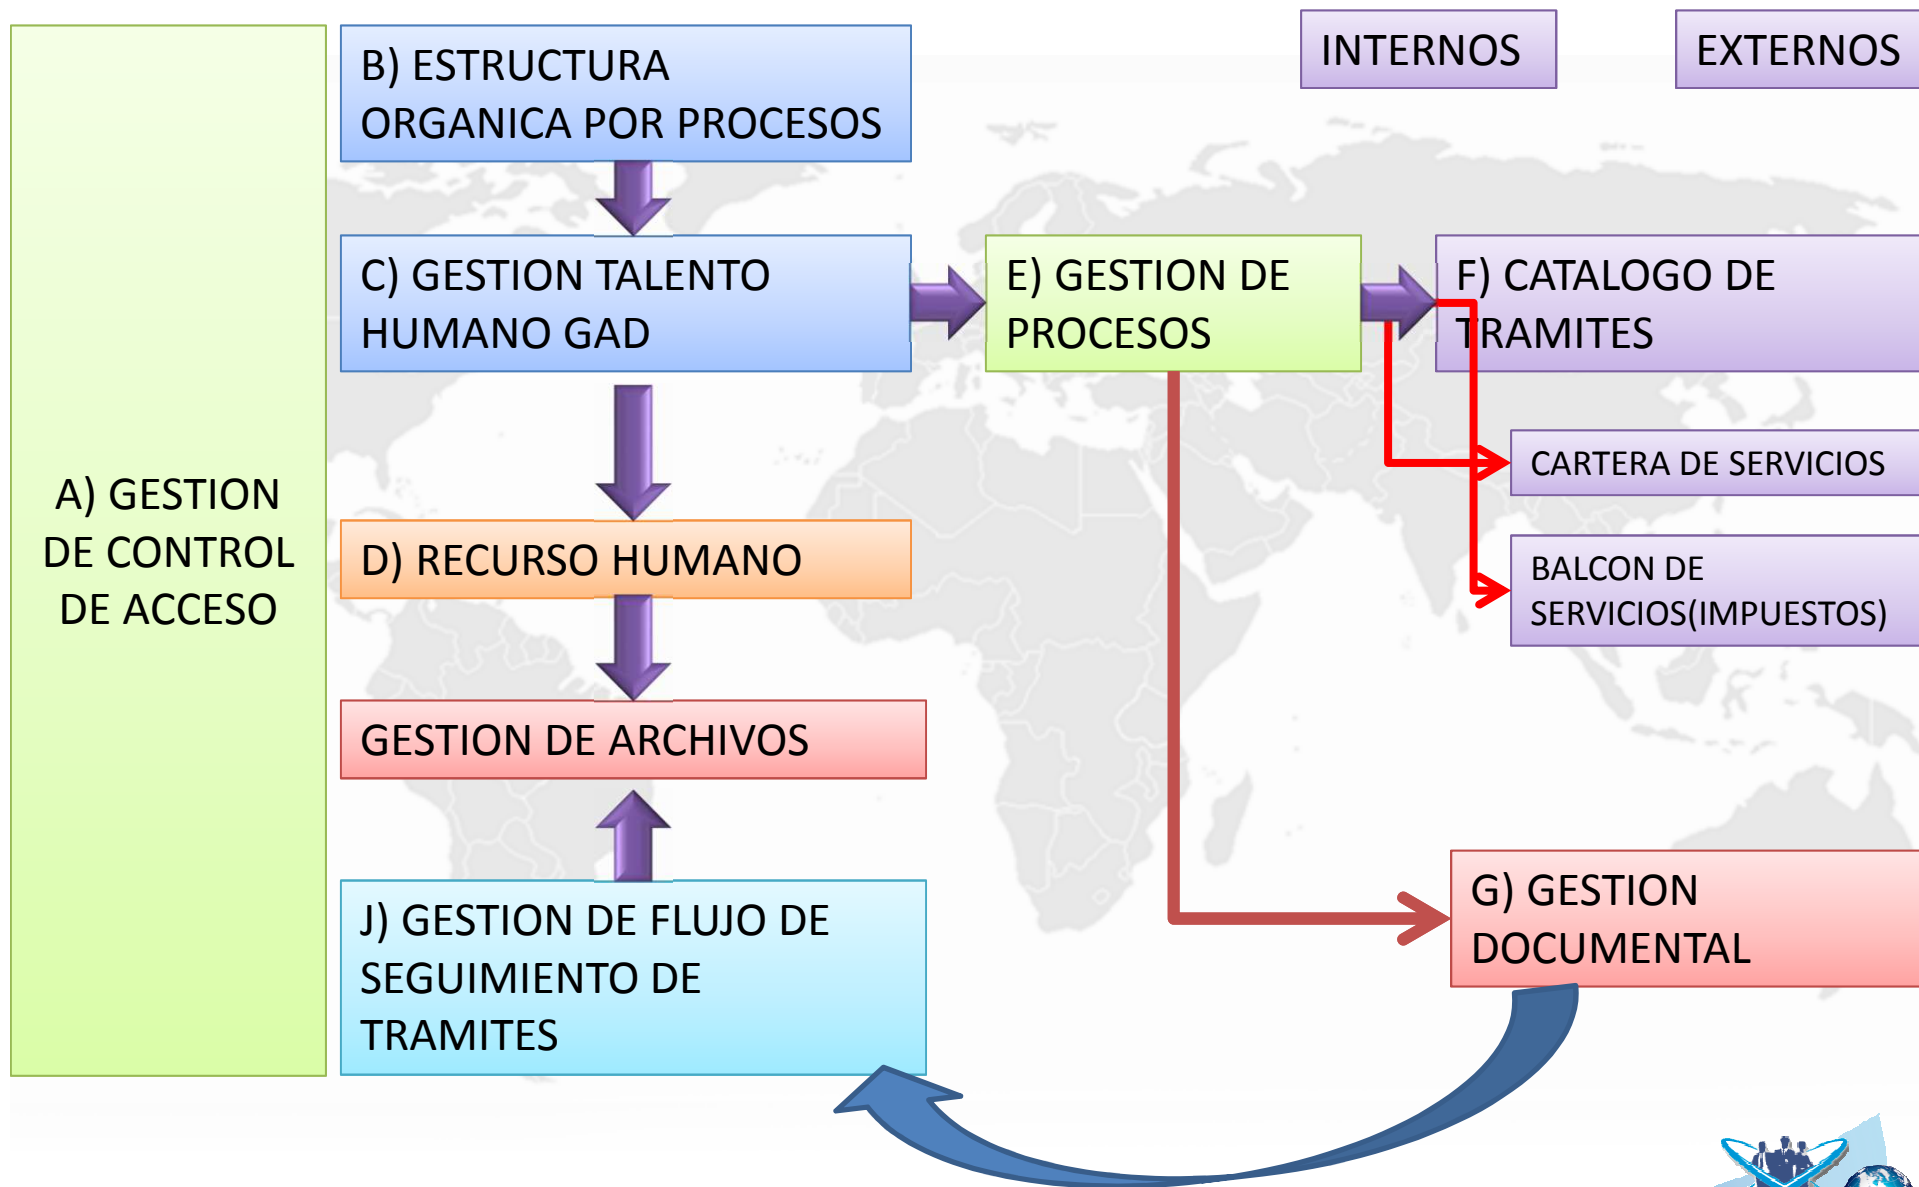 A) GESTION
DE CONTROL
DE ACCESO
B) ESTRUCTURA
ORGANICA POR PROCESOS
C) GESTION TALENTO
HUMANO GAD
D) RECURSO HUMANO
GESTION DE ARCHIVOS
J) GESTION DE FLUJO DE
SEGUIMIENTO DE
TRAMITES
E) GESTION DE
PROCESOS
INTERNOS
EXTERNOS
F) CATALOGO DE
TRAMITES
CARTERA DE SERVICIOS
BALCON DE
SERVICIOS(IMPUESTOS)
G) GESTION
DOCUMENTAL